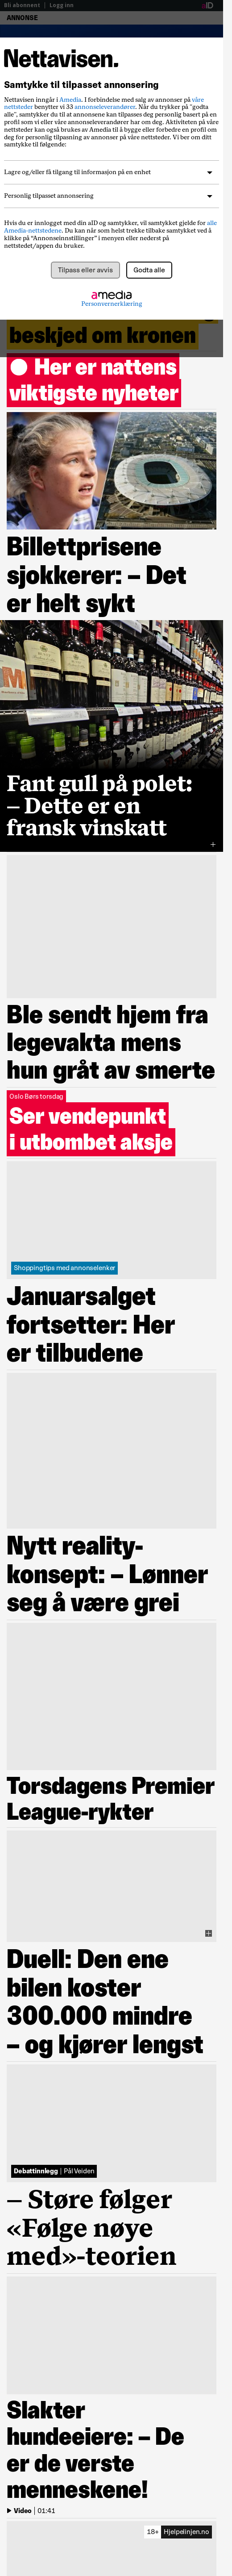 Bli abonnent | Logg inn
aID
ANNONSE
Nettavisen.
Samtykke til tilpasset annonsering
Nettavisen inngår i Amedia. I forbindelse med salg av annonser på våre
nettsteder benytter vi 33 annonseleverandører. Når du trykker på "godta
alle", samtykker du til at annonsene kan tilpasses deg personlig basert på en
profil som vi eller våre annonseleverandører har om deg. Aktiviteten på våre
nettsteder kan også brukes av Amedia til å bygge eller forbedre en profil om
deg for personlig tilpasning av annonser på våre nettsteder. Vi ber om ditt
samtykke til følgende:
Lagre og/eller få tilgang til informasjon på en enhet
Personlig tilpasset annonsering
Hvis du er innlogget med din aID og samtykker, vil samtykket gjelde for alle
Amedia-nettstedene. Du kan når som helst trekke tilbake samtykket ved å
klikke på “Annonseinnstillinger” i menyen eller nederst på
nettstedet/appen du bruker.
Tilpass eller avvis
Godta alle
amedia
Personvernerklæring
beskjed om kronen
Her er nattens
viktigste nyheter
Billettprisene
sjokkerer: – Det
er helt sykt
Fant gull på polet:
– Dette er en
fransk vinskatt
Ble sendt hjem fra
legevakta mens
hun gråt av smerte
Oslo Børs torsdag
Ser vendepunkt
i utbombet aksje
Shoppingtips med annonselenker
Januarsalget
fortsetter: Her
er tilbudene
Nytt reality-
konsept: – Lønner
seg å være grei
Torsdagens Premier
League-rykter
Duell: Den ene
bilen koster
300.000 mindre
– og kjører lengst
Debattinnlegg | Pål Veiden
– Støre følger
«Følge nøye
med»-teorien
Slakter
hundeeiere: – De
er de verste
menneskene!
Video | 01:41
18+ Hjelpelinjen.no